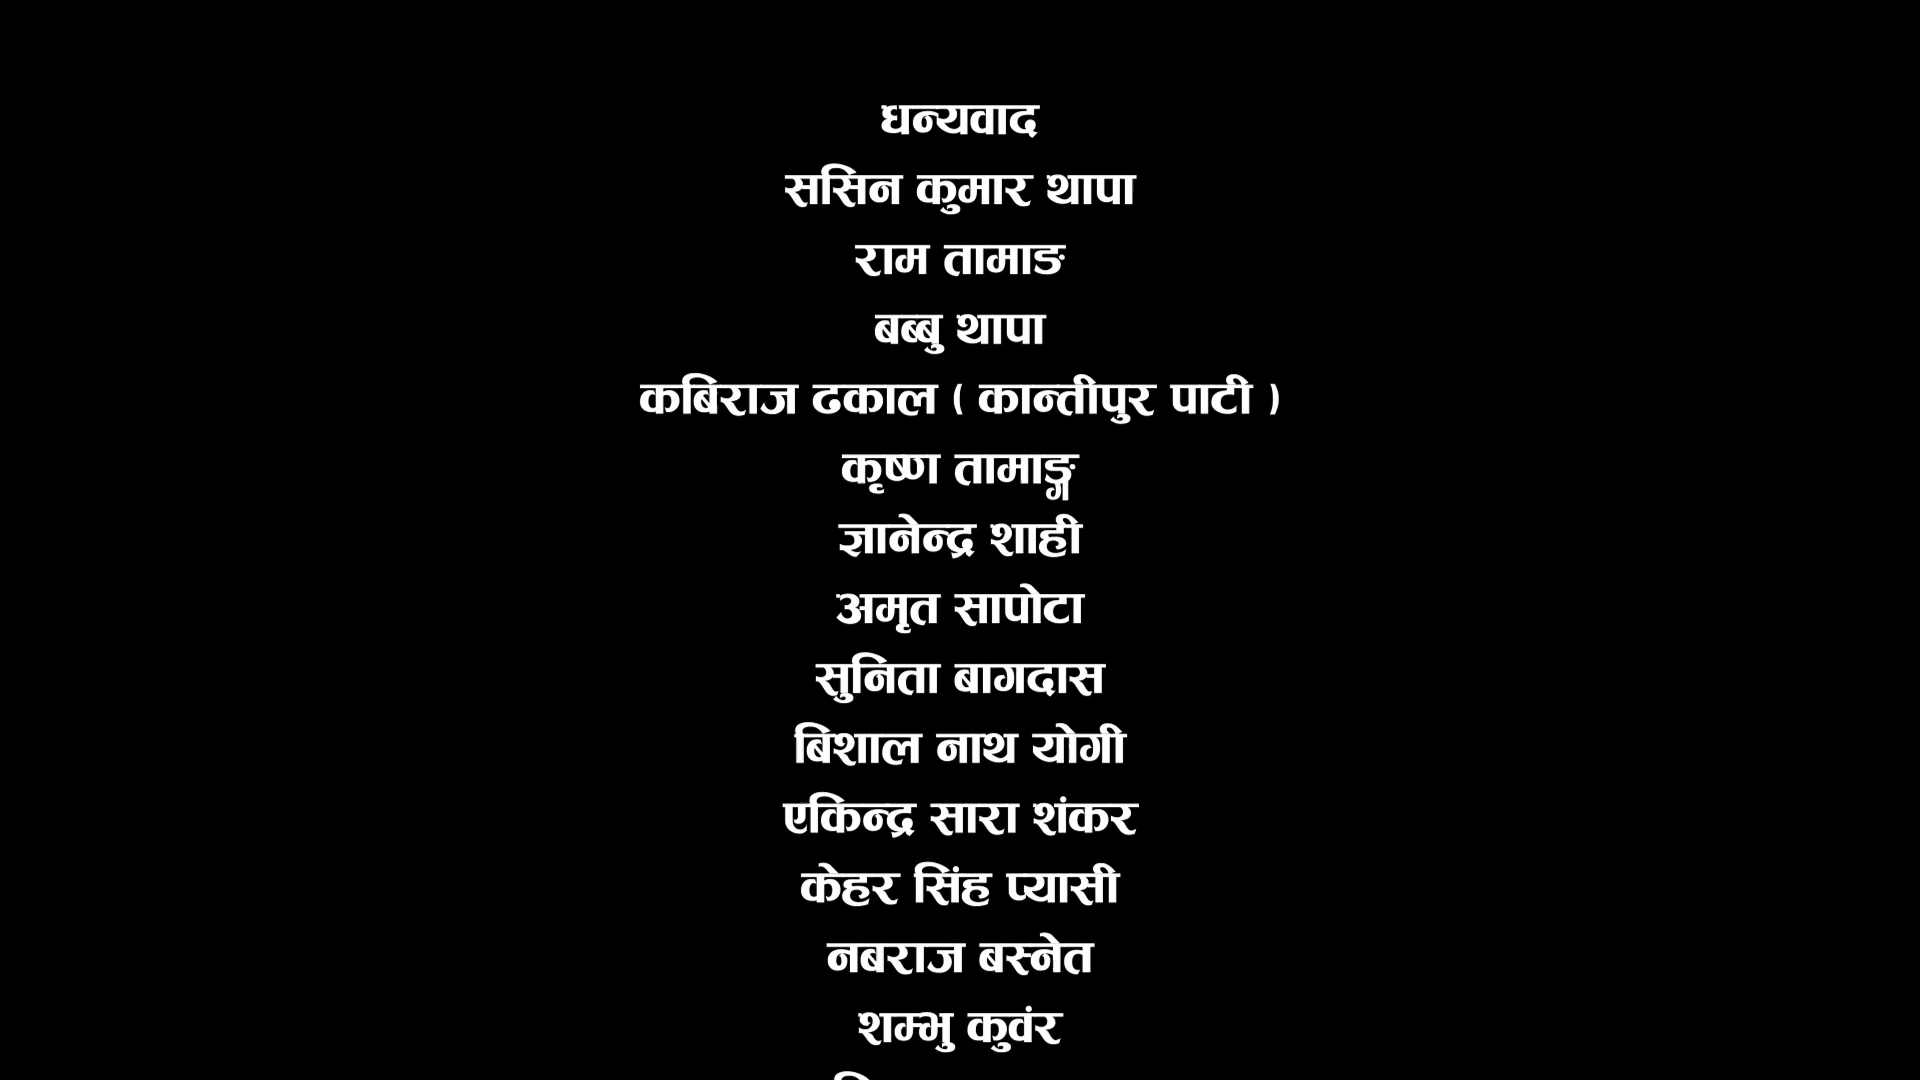 धन्यवाद
ससिन कुमार थापा
राम तामाङ
बब्बु थापा
कबिराज ढकाल ( कान्तीपुर पाटी )
कृष्ण तामाङ्ग
ज्ञानेन्द्र शाही
अमृत सापोटा
सुनिता बागदास
बिशाल नाथ योगी
एकिन्द्र सारा शंकर
केहर सिंह प्यासी
नबराज बस्नेत
शम्भु कुवंर